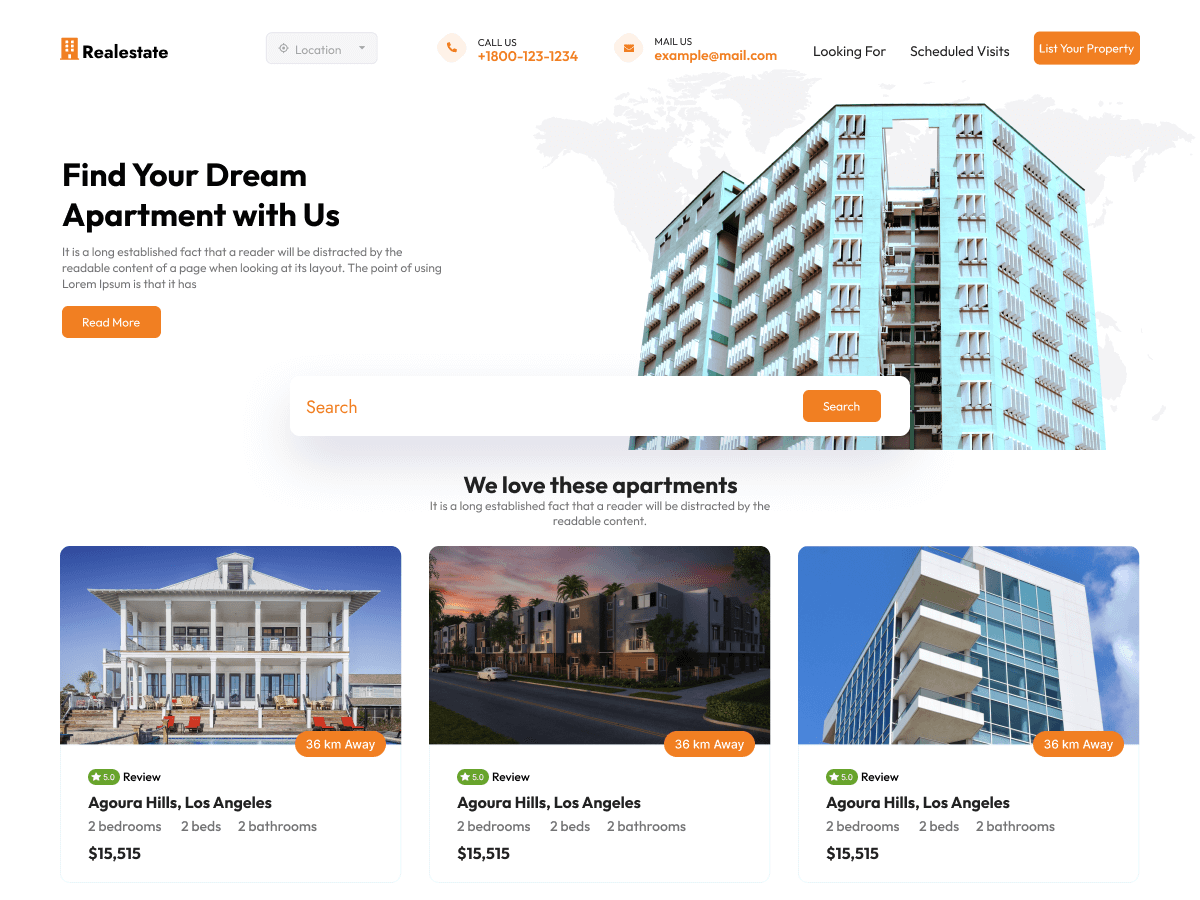 Realestate
Location
CALL US
+1800-123-1234
MAIL US
example@mail.com
Looking For
Scheduled Visits
List Your Property
Find Your Dream
Apartment with Us
It is a long established fact that a reader will be distracted by the
readable content of a page when looking at its layout. The point of using
Lorem Ipsum is that it has
Read More
Search
Search
We love these apartments
It is a long established fact that a reader will be distracted by the
readable content.
36 km Away
36 km Away
36 km Away
5.0 Review
Agoura Hills, Los Angeles
2 bedrooms 2 beds 2 bathrooms
$15,515
5.0 Review
Agoura Hills, Los Angeles
2 bedrooms 2 beds 2 bathrooms
$15,515
5.0 Review
Agoura Hills, Los Angeles
2 bedrooms 2 beds 2 bathrooms
$15,515